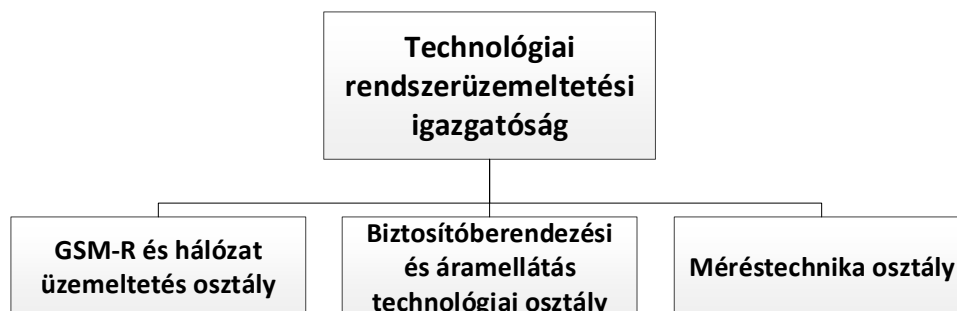 Technológiai
rendszerüzemeltetési
igazgatóság
GSM-R és hálózat
üzemeltetés osztály
Biztosítóberendezési
és áramellátás
technológiai osztály
Méréstechnika osztály